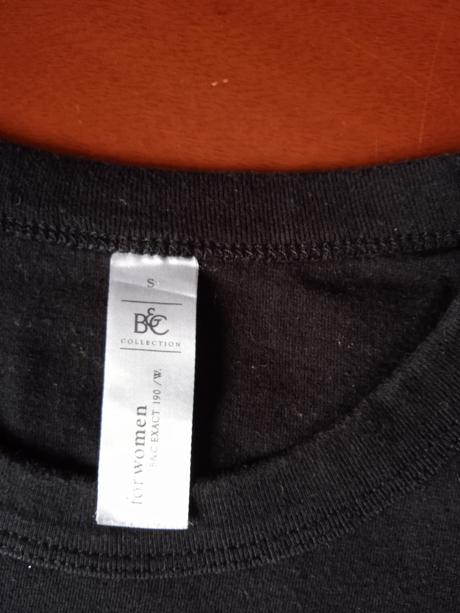 S
B&C
COLLECTION
for women
B&C EXACT 190 /W.